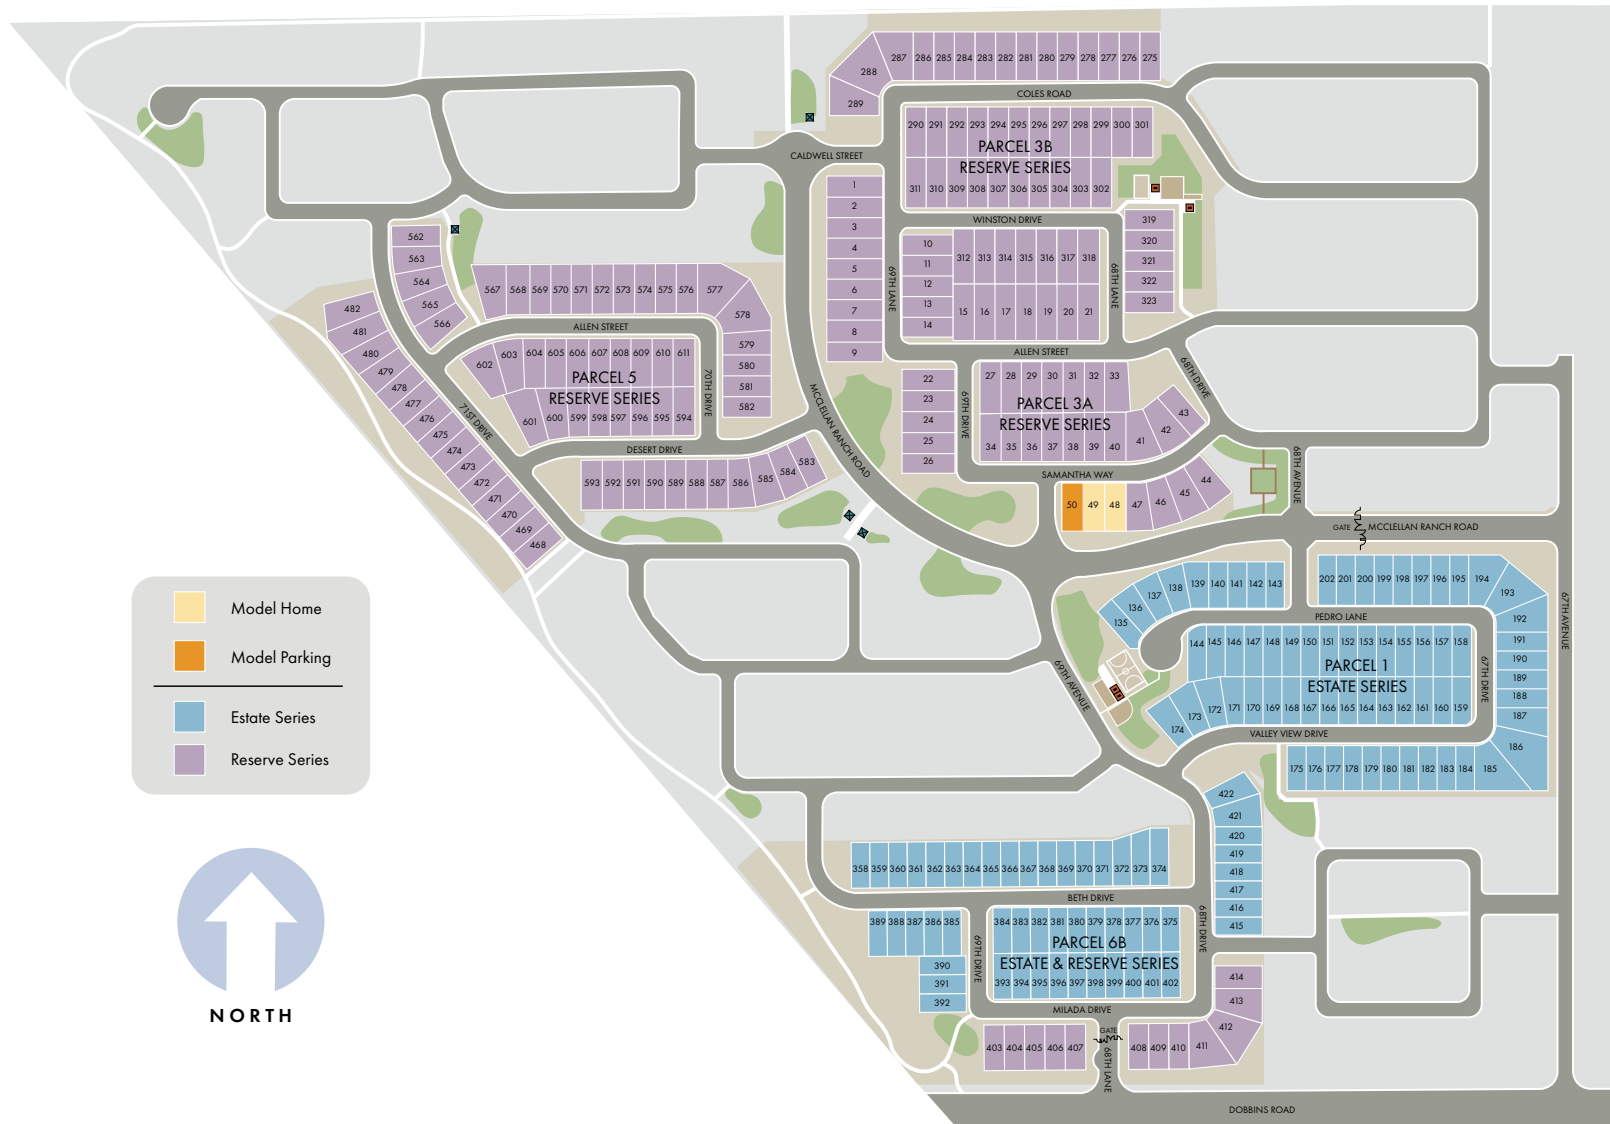 287 286 285 284 283 282 281 280 279 278 277 276 275
288
289
COLES ROAD
290 291 292 293 294 295 296 297 298 299 300 301
PARCEL 3B
RESERVE SERIES
311 310 309 308 307 306 305 304 303 302
CALDWELL STREET
WINSTON DRIVE
1
2
3
4
5
6
7
8
9
69TH LANE
10
11
12
13
14
312 313 314 315 316 317 318
15 16 17 18 19 20 21
68TH LANE
319
320
321
322
323
ALLEN STREET
562
563
564
565
566
567 568 569 570 571 572 573 574 575 576 577
578
579
580
581
582
ALLEN STREET
602 603 604 605 606 607 608 609 610 611
PARCEL 5
RESERVE SERIES
601 600 599 598 597 596 595 594
70TH DRIVE
71ST DRIVE
DESERT DRIVE
593 592 591 590 589 588 587 586 585 584 583
482
481
480
479
478
477
476
475
474
473
472
471
470
469
468
MCCLELLAN RANCH ROAD
22
23
24
25
26
69TH DRIVE
27 28 29 30 31 32 33
PARCEL 3A
RESERVE SERIES
34 35 36 37 38 39 40 41 42 43
68TH DRIVE
SAMANTHA WAY
50 49 48 47 46 45 44
68TH AVENUE
GATE
MCCLELLAN RANCH ROAD
135 136 137 138 139 140 141 142 143
202 201 200 199 198 197 196 195 194
193
192
191
190
189
188
187
186
67TH AVENUE
PEDRO LANE
144 145 146 147 148 149 150 151 152 153 154 155 156 157 158
PARCEL 1
ESTATE SERIES
174 173 172 171 170 169 168 167 166 165 164 163 162 161 160 159
67TH DRIVE
69TH AVENUE
VALLEY VIEW DRIVE
175 176 177 178 179 180 181 182 183 184 185
Model Home
Model Parking
Estate Series
Reserve Series
NORTH
422
421
420
419
418
417
416
415
358 359 360 361 362 363 364 365 366 367 368 369 370 371 372 373 374
BETH DRIVE
68TH DRIVE
389 388 387 386 385
390
391
392
69TH DRIVE
384 383 382 381 380 379 378 377 376 375
PARCEL 6B
ESTATE & RESERVE SERIES
393 394 395 396 397 398 399 400 401 402
MILADA DRIVE
414
413
412
403 404 405 406 407
GATE
68TH LANE
408 409 410 411
DOBBINS ROAD